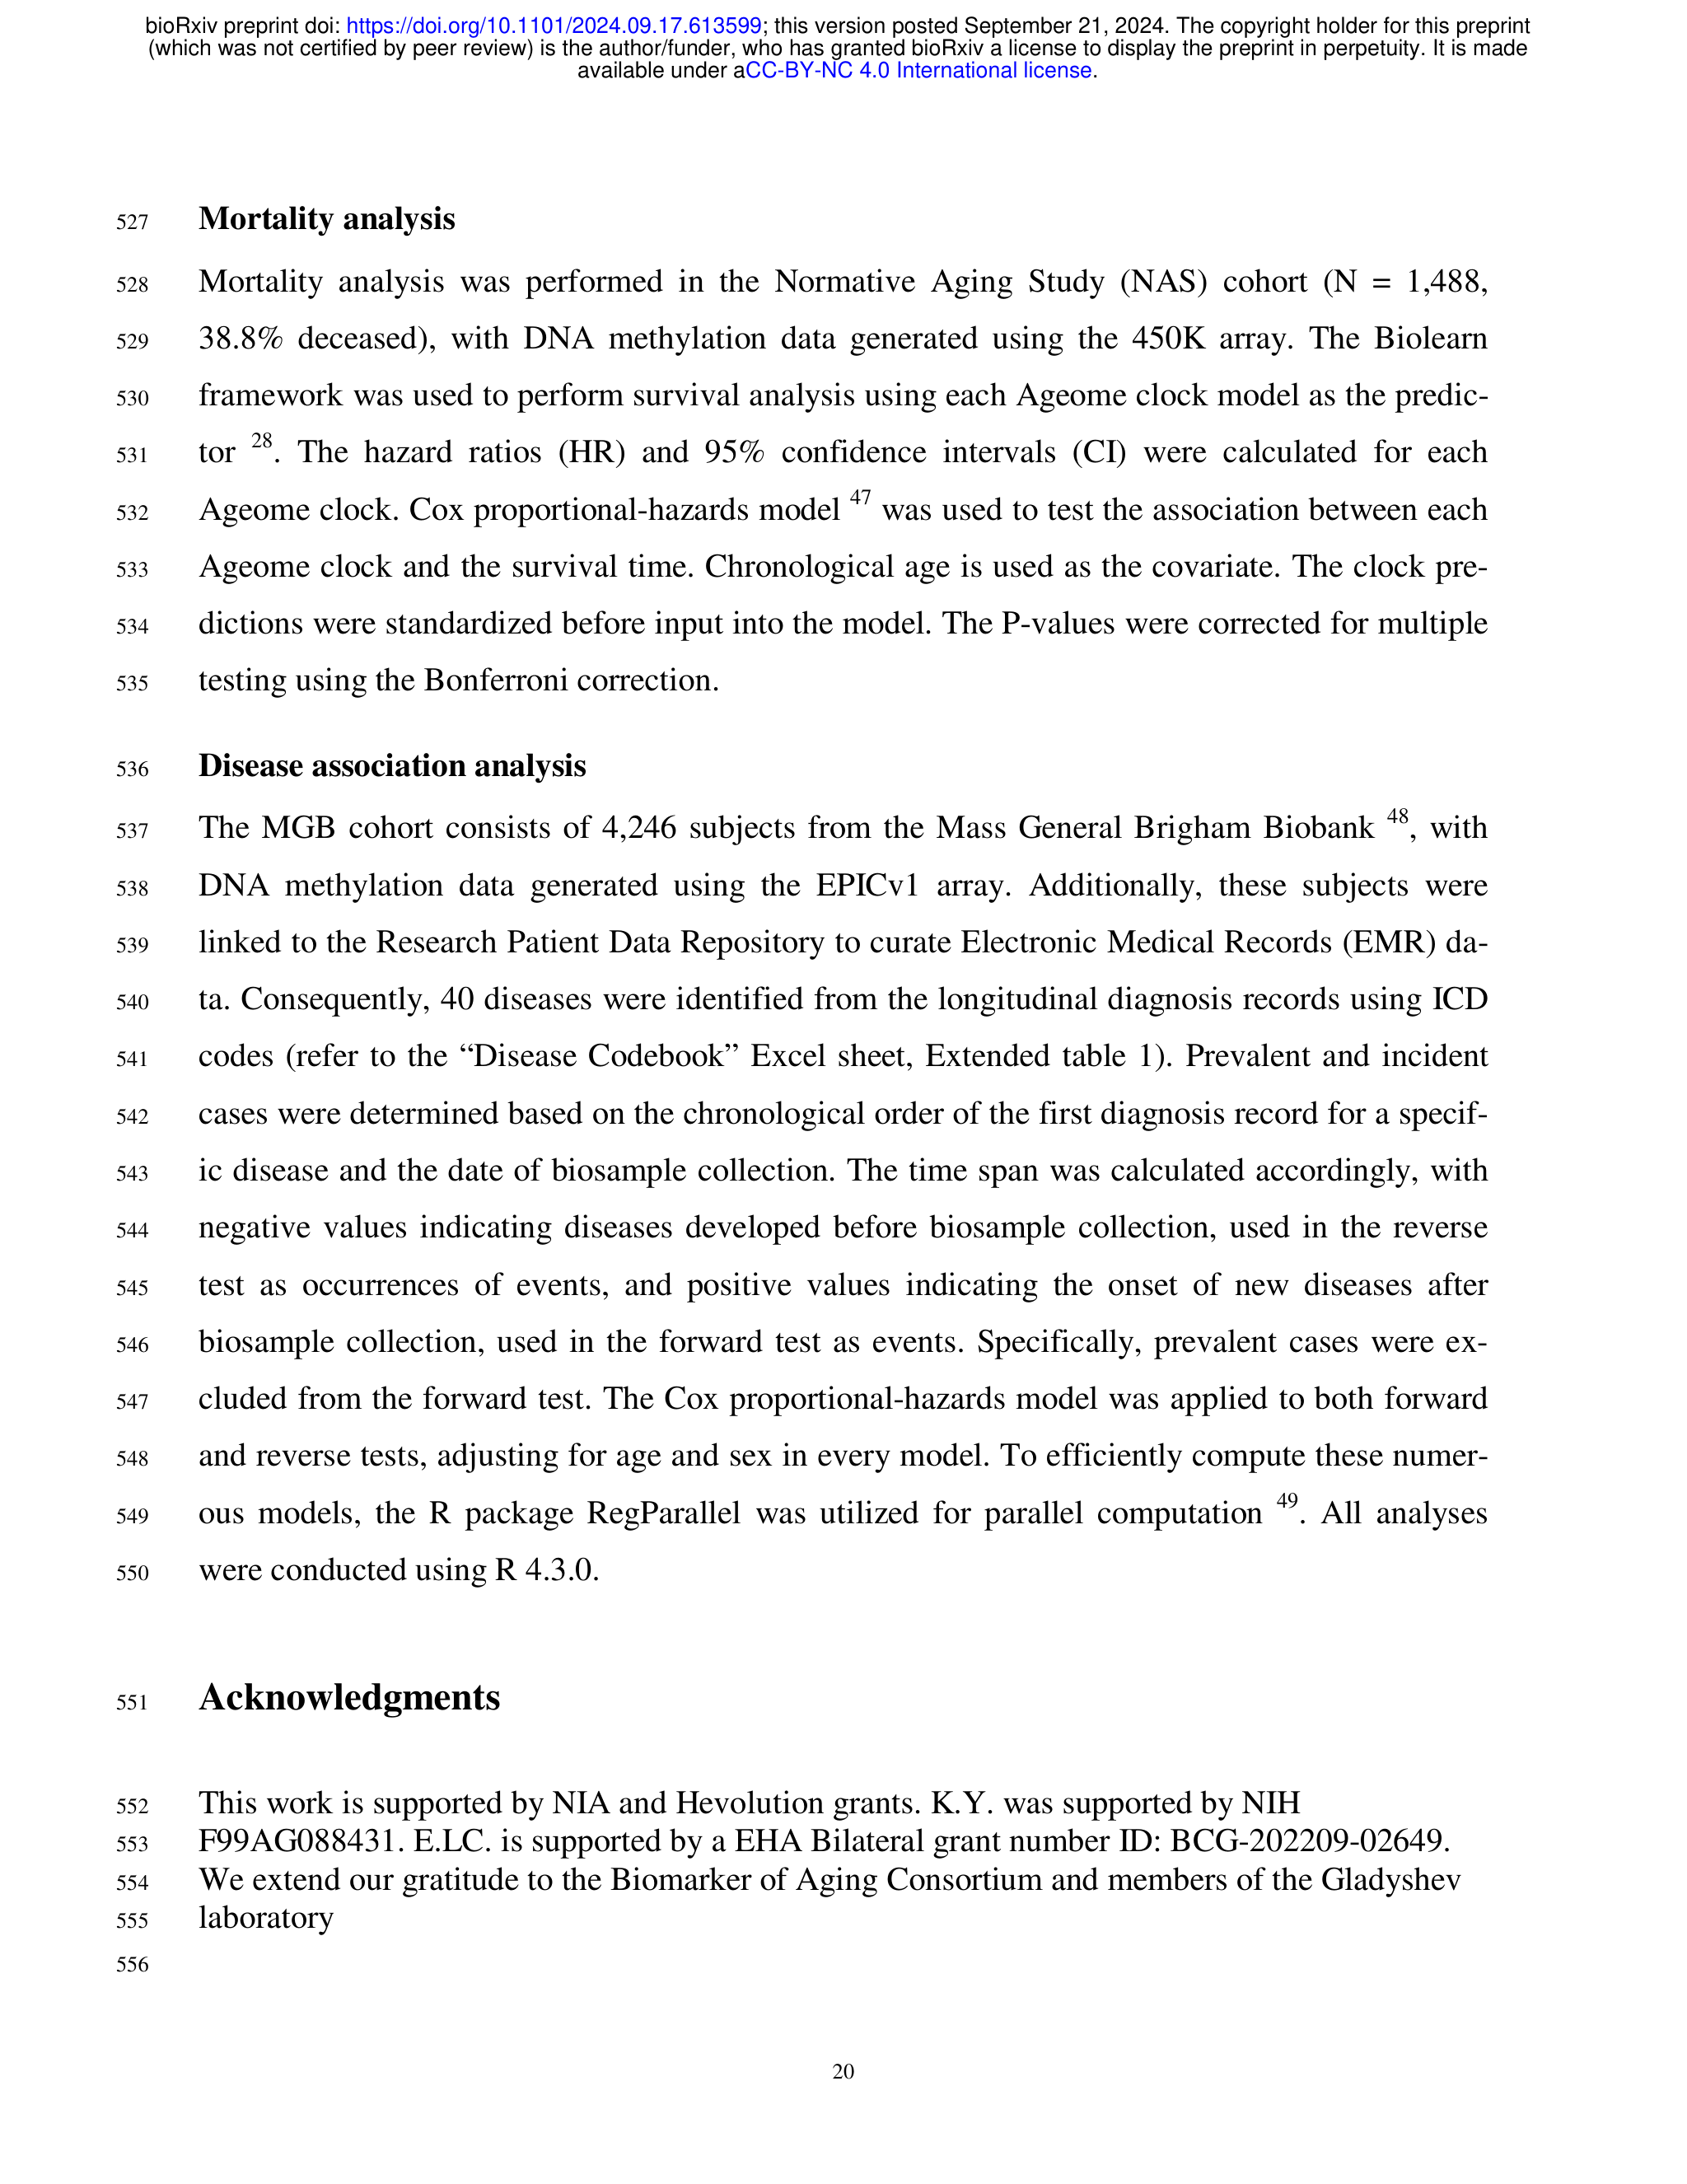 bioRxiv preprint doi: https://doi.org/10.1101/2024.09.17.613599; this version posted September 21, 2024. The copyright holder for this preprint
(which was not certified by peer review) is the author/funder, who has granted bioRxiv a license to display the preprint in perpetuity. It is made
available under aCC-BY-NC 4.0 International license.
527 Mortality analysis
528 Mortality analysis was performed in the Normative Aging Study (NAS) cohort (N = 1,488,
529 38.8% deceased), with DNA methylation data generated using the 450K array. The Biolearn
530 framework was used to perform survival analysis using each Ageome clock model as the predic-
531 tor 28. The hazard ratios (HR) and 95% confidence intervals (CI) were calculated for each
532 Ageome clock. Cox proportional-hazards model 47 was used to test the association between each
533 Ageome clock and the survival time. Chronological age is used as the covariate. The clock pre-
534 dictions were standardized before input into the model. The P-values were corrected for multiple
535 testing using the Bonferroni correction.
536 Disease association analysis
537 The MGB cohort consists of 4,246 subjects from the Mass General Brigham Biobank 48, with
538 DNA methylation data generated using the EPICv1 array. Additionally, these subjects were
539 linked to the Research Patient Data Repository to curate Electronic Medical Records (EMR) da-
540 ta. Consequently, 40 diseases were identified from the longitudinal diagnosis records using ICD
541 codes (refer to the “Disease Codebook” Excel sheet, Extended table 1). Prevalent and incident
542 cases were determined based on the chronological order of the first diagnosis record for a specif-
543 ic disease and the date of biosample collection. The time span was calculated accordingly, with
544 negative values indicating diseases developed before biosample collection, used in the reverse
545 test as occurrences of events, and positive values indicating the onset of new diseases after
546 biosample collection, used in the forward test as events. Specifically, prevalent cases were ex-
547 cluded from the forward test. The Cox proportional-hazards model was applied to both forward
548 and reverse tests, adjusting for age and sex in every model. To efficiently compute these numer-
549 ous models, the R package RegParallel was utilized for parallel computation 49. All analyses
550 were conducted using R 4.3.0.
551 Acknowledgments
552 This work is supported by NIA and Hevolution grants. K.Y. was supported by NIH
553 F99AG088431. E.LC. is supported by a EHA Bilateral grant number ID: BCG-202209-02649.
554 We extend our gratitude to the Biomarker of Aging Consortium and members of the Gladyshev
555 laboratory
556
20